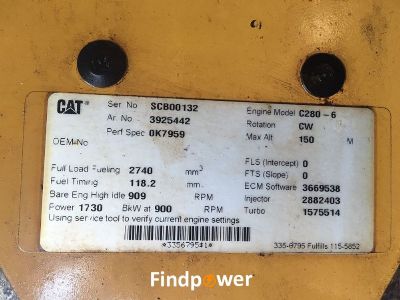 CAT® Ser No SCB00132 Engine Model C280-6
Ar. No 3925442 Rotation CW
Perf Spec 0K7959 Max Alt 150 M
OEM No
Full Load Fueling 2740 mm³ FLS (Intercept) 0
Fuel Timing 118.2 FTS (Slope) 0
Bare Eng High Idle 909 RPM ECM Software 3669538
Power 1730 BkW at 900 RPM Injector 2882403
Using service tool to verify current engine settings Turbo 1575514
*3356795#1* 335-6795 Fulfills 115-5852
Findpower